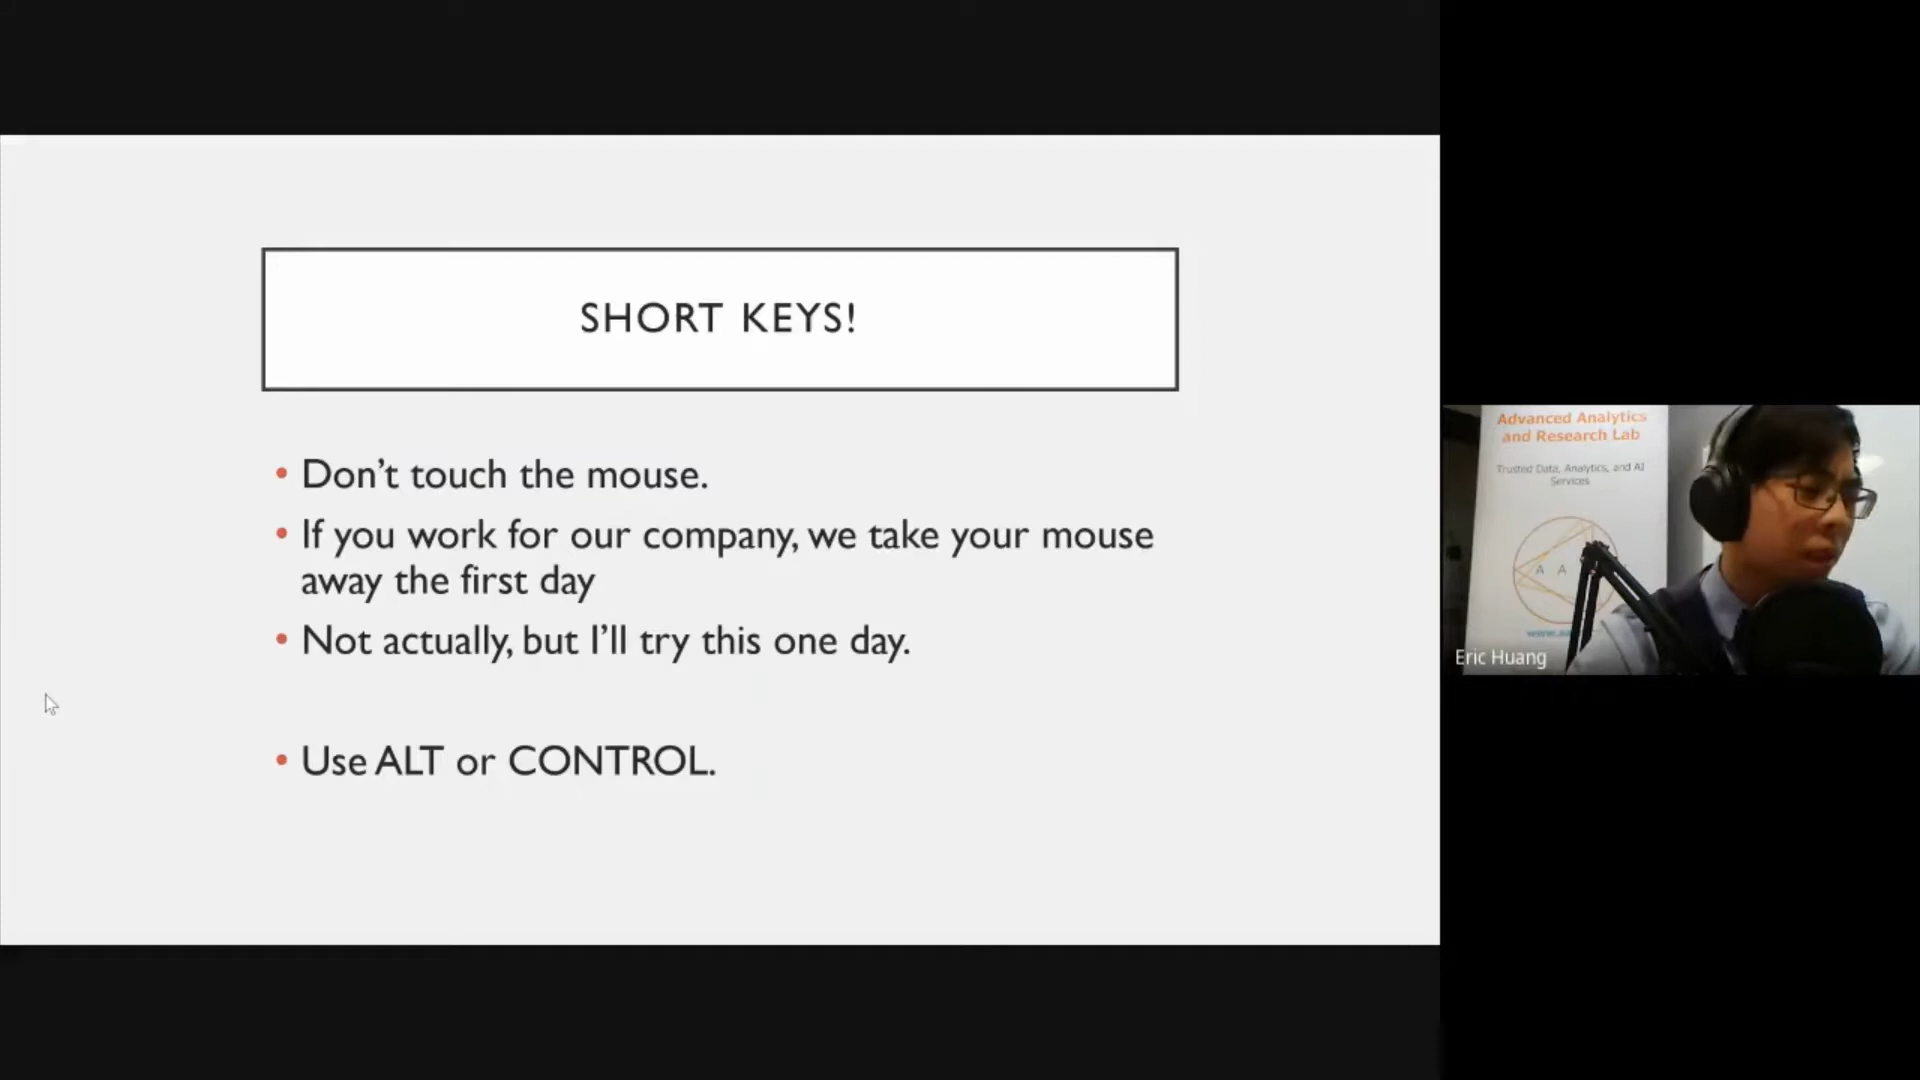 SHORT KEYS!
• Don’t touch the mouse.
• If you work for our company, we take your mouse
away the first day
• Not actually, but I’ll try this one day.
• Use ALT or CONTROL.
Advanced Analytics
and Research Lab
Trusted Data, Analytics, and AI
Services
A A
Eric Huang